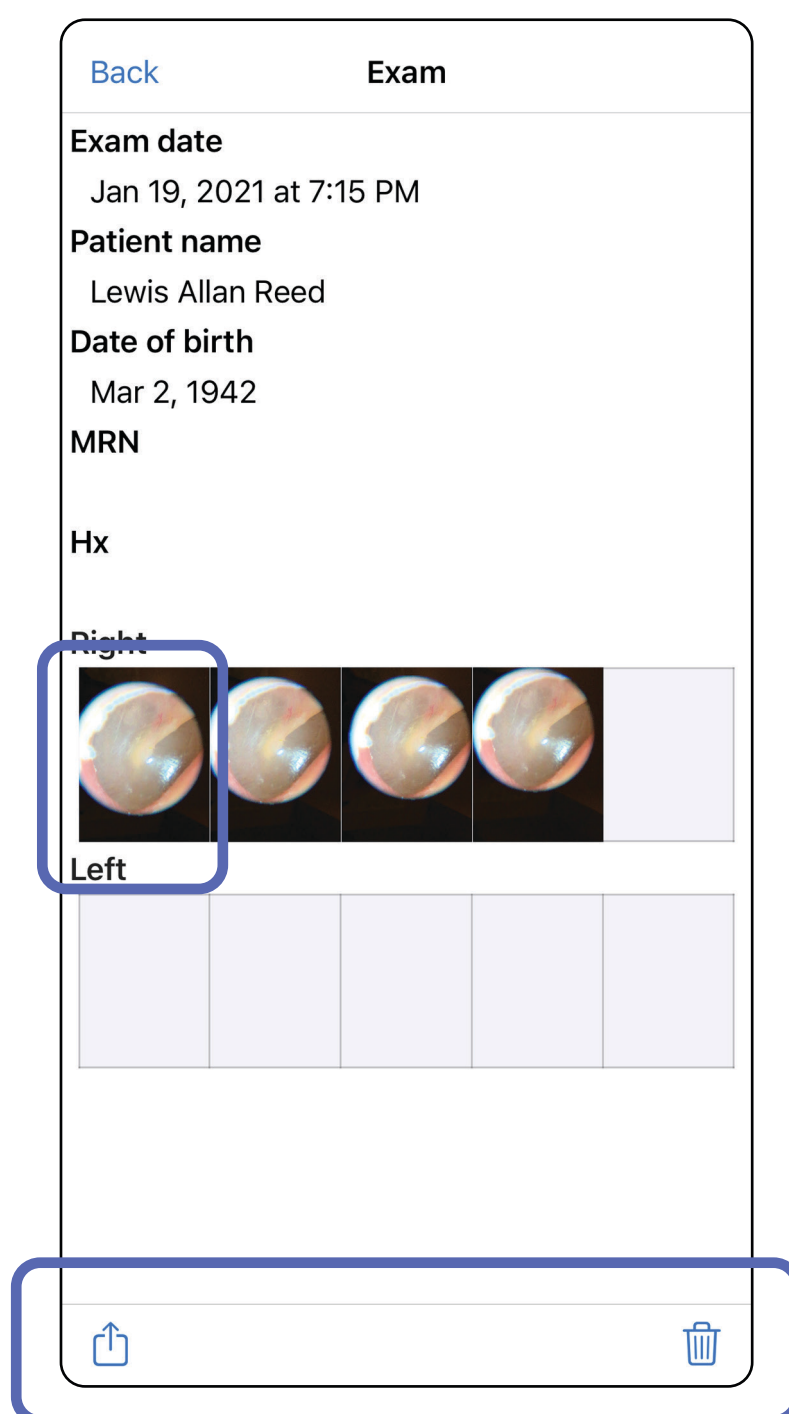 Back
Exam
Exam date
Jan 19, 2021 at 7:15 PM
Patient name
Lewis Allan Reed
Date of birth
Mar 2, 1942
MRN
Hx
Right
Left